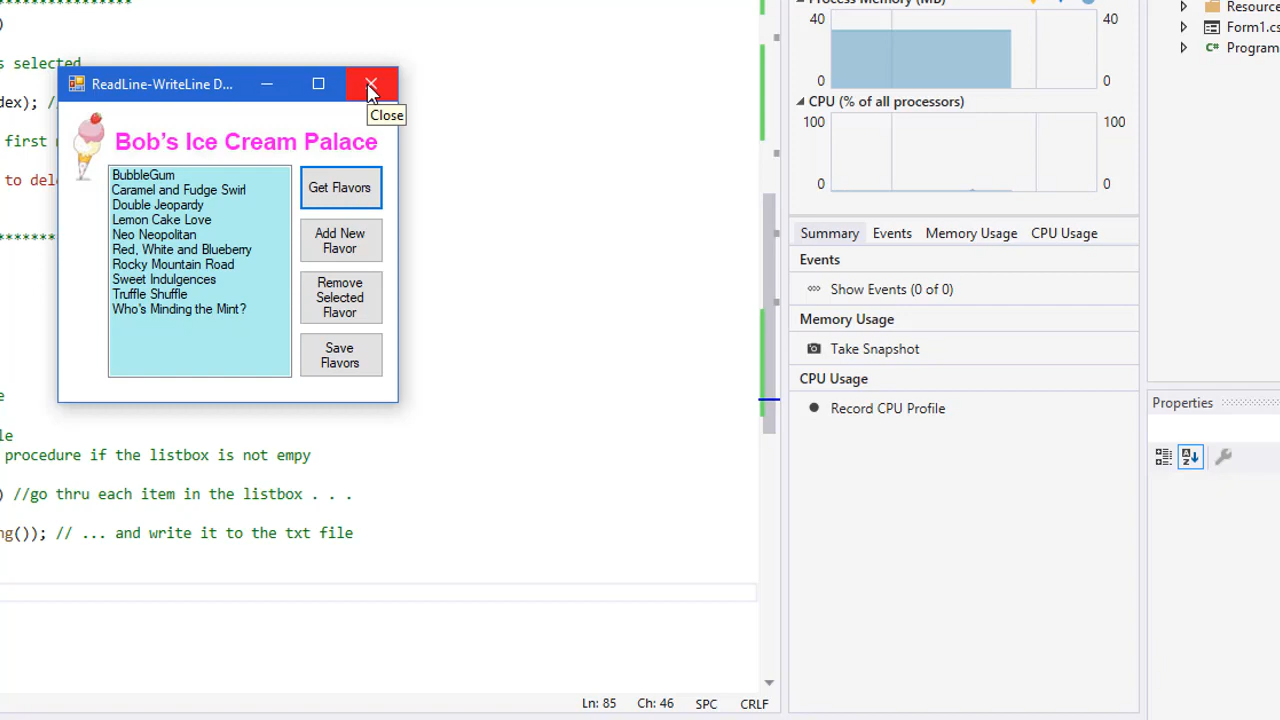 )
s selected
dex); //
first n
to dele
********
e
le
procedure if the listbox is not empy
) //go thru each item in the listbox . . .
ng()); // ... and write it to the txt file
ReadLine-WriteLine D...
Close
Bob's Ice Cream Palace
BubbleGum
Caramel and Fudge Swirl
Double Jeopardy
Lemon Cake Love
Neo Neopolitan
Red, White and Blueberry
Rocky Mountain Road
Sweet Indulgences
Truffle Shuffle
Who's Minding the Mint?
Get Flavors
Add New
Flavor
Remove
Selected
Flavor
Save
Flavors
Process Memory (MB)
40
40
0
0
CPU (% of all processors)
100
100
0
0
Summary
Events
Memory Usage
CPU Usage
Events
Show Events (0 of 0)
Memory Usage
Take Snapshot
CPU Usage
Record CPU Profile
Resource
Form1.cs
C# Program
Properties
Ln: 85
Ch: 46
SPC
CRLF